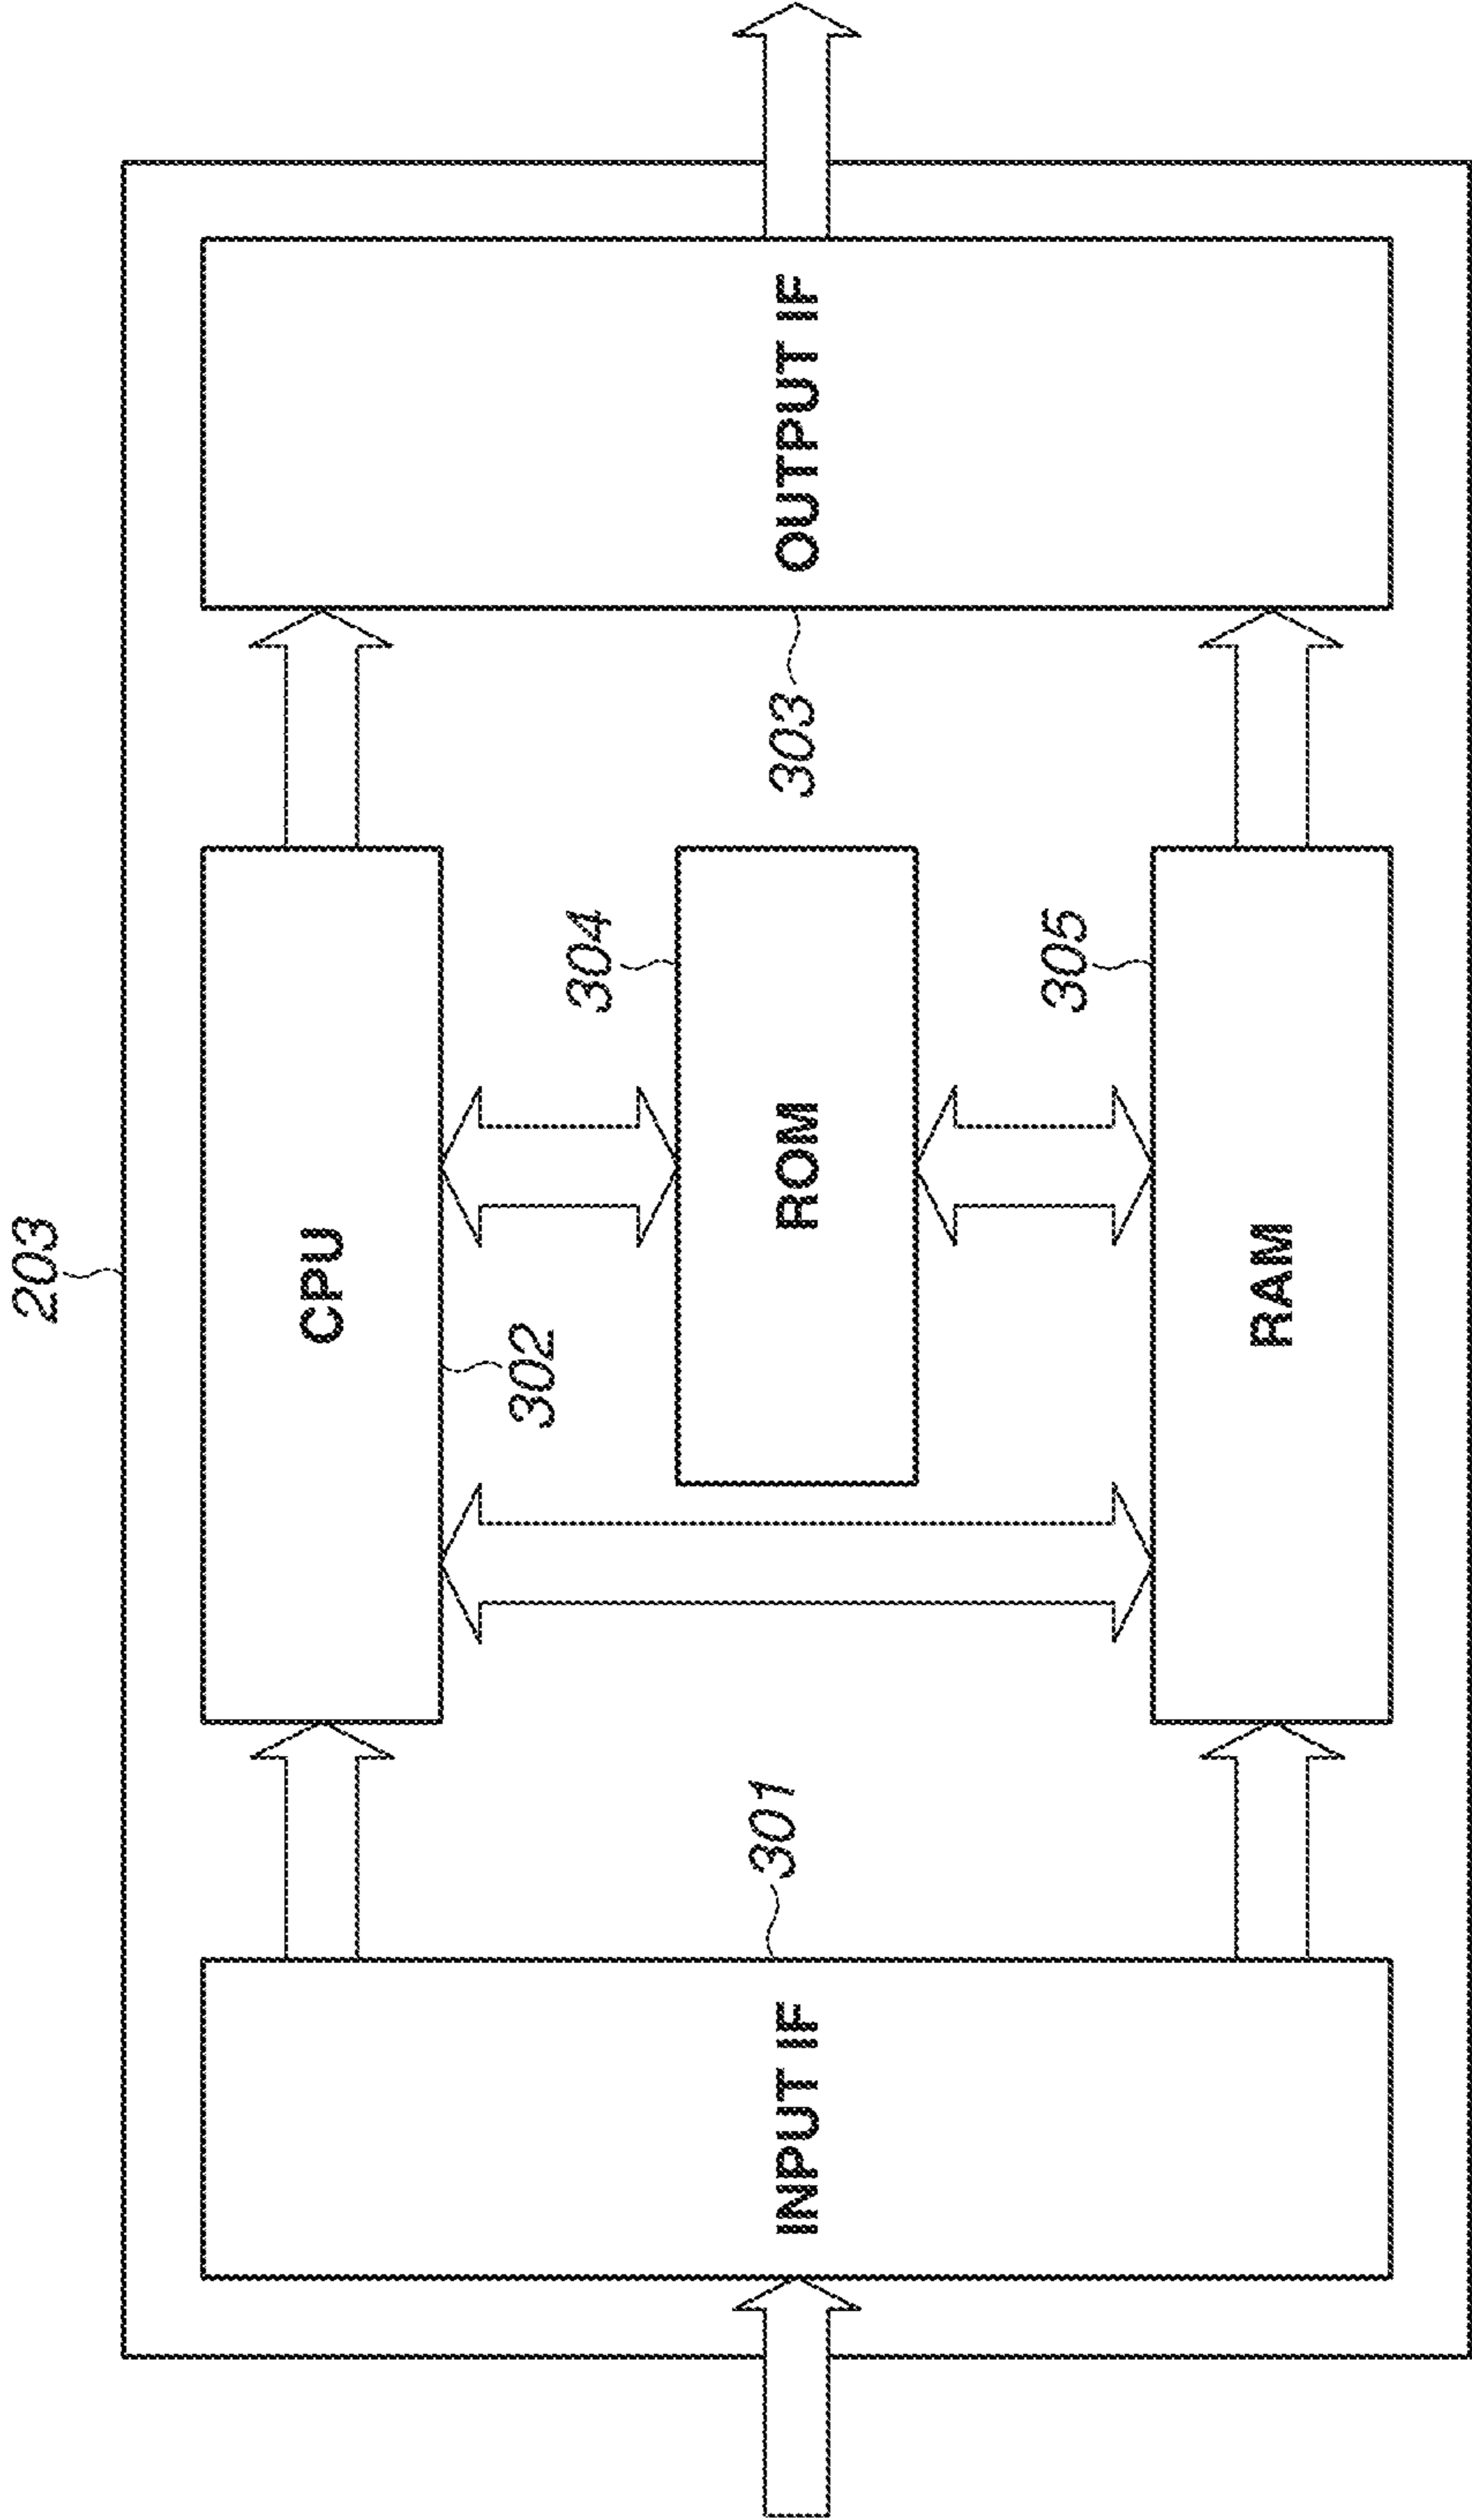 203
CPU
302
304
INPUT IF
301
ROM
303
OUTPUT IF
305
RAM